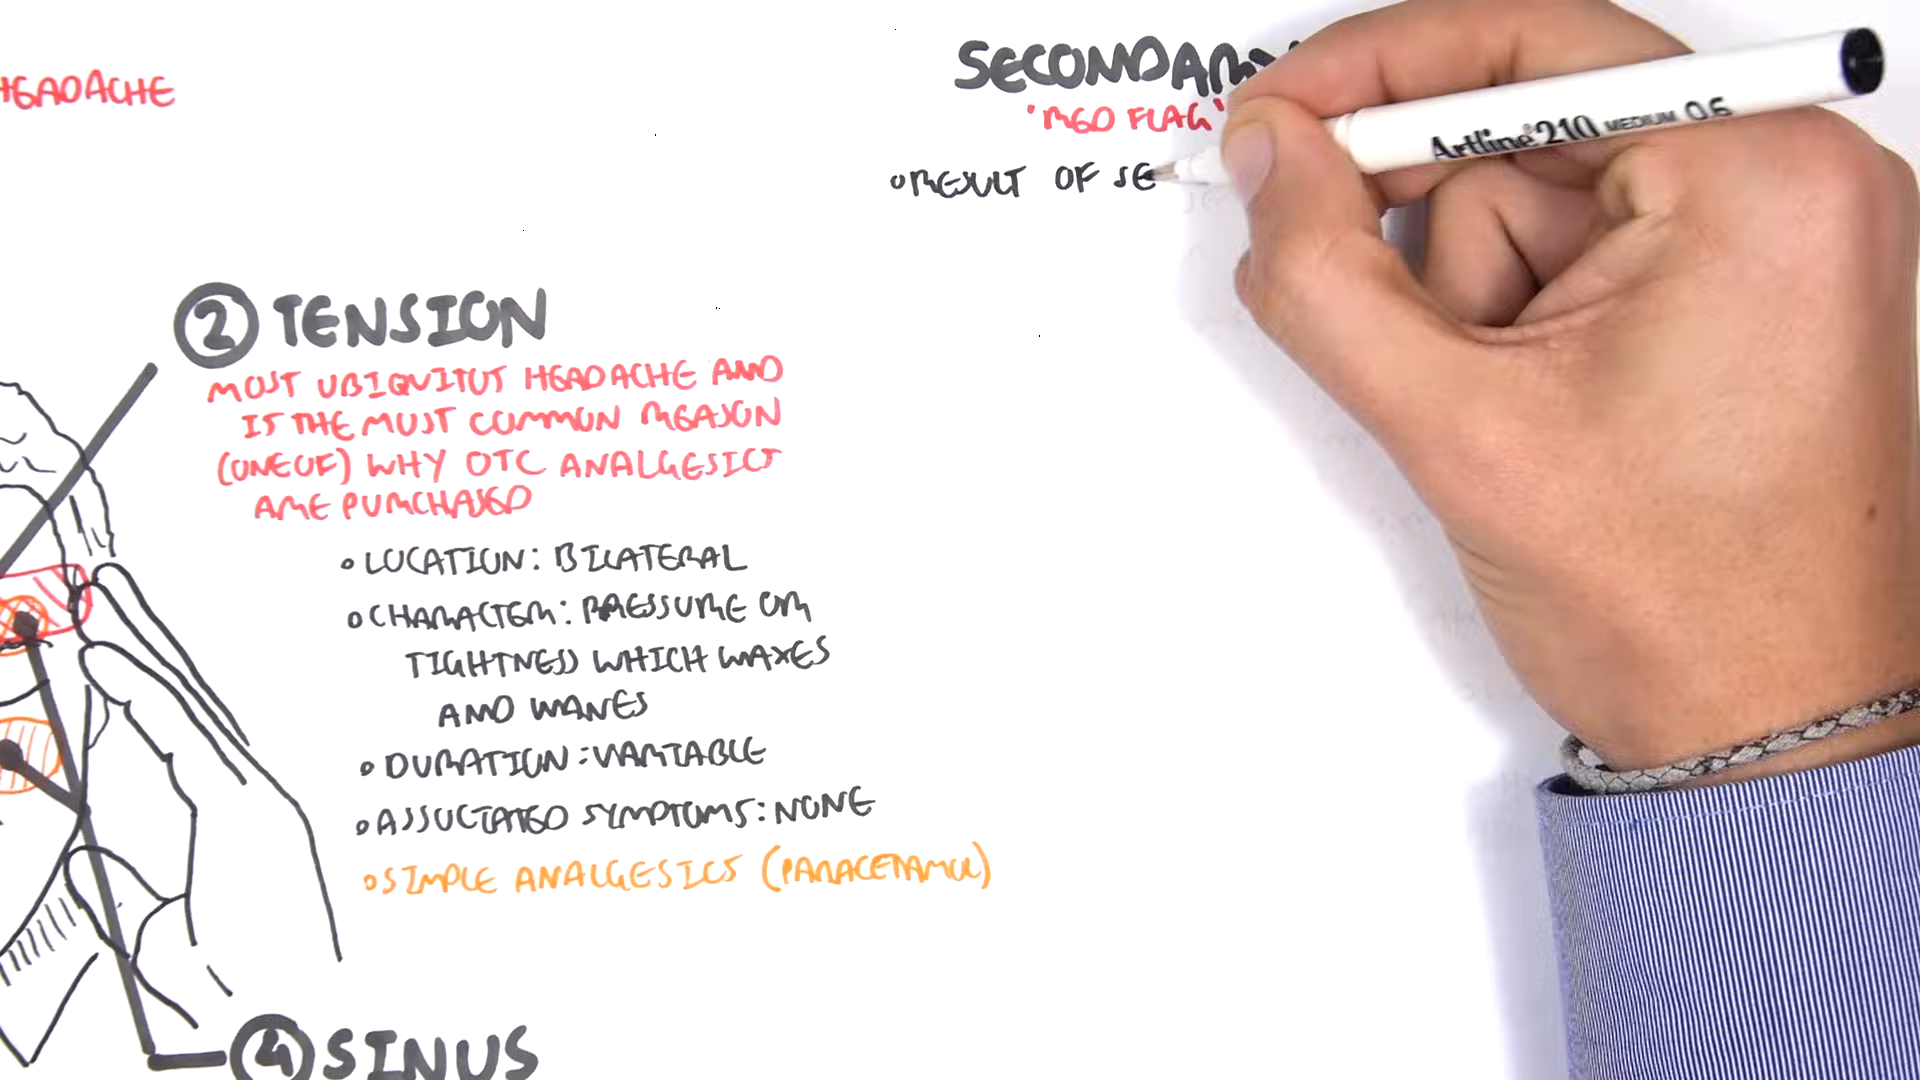 HEADACHE
SECONDARY
'RED FLAG'
Artline 210 MEDIUM 0.6
•RESULT OF SE
2 TENSION
MOST UBIQUITUS HEADACHE AND
IS THE MOST COMMON REASON
(ONE OF) WHY OTC ANALGESICS
ARE PURCHASED
•LOCATION: BILATERAL
•CHARACTER: PRESSURE OR
TIGHTNESS WHICH WAXES
AND WANES
•DURATION: VARIABLE
•ASSOCIATED SYMPTOMS: NONE
•SIMPLE ANALGESICS (PARACETAMOL)
4 SINUS